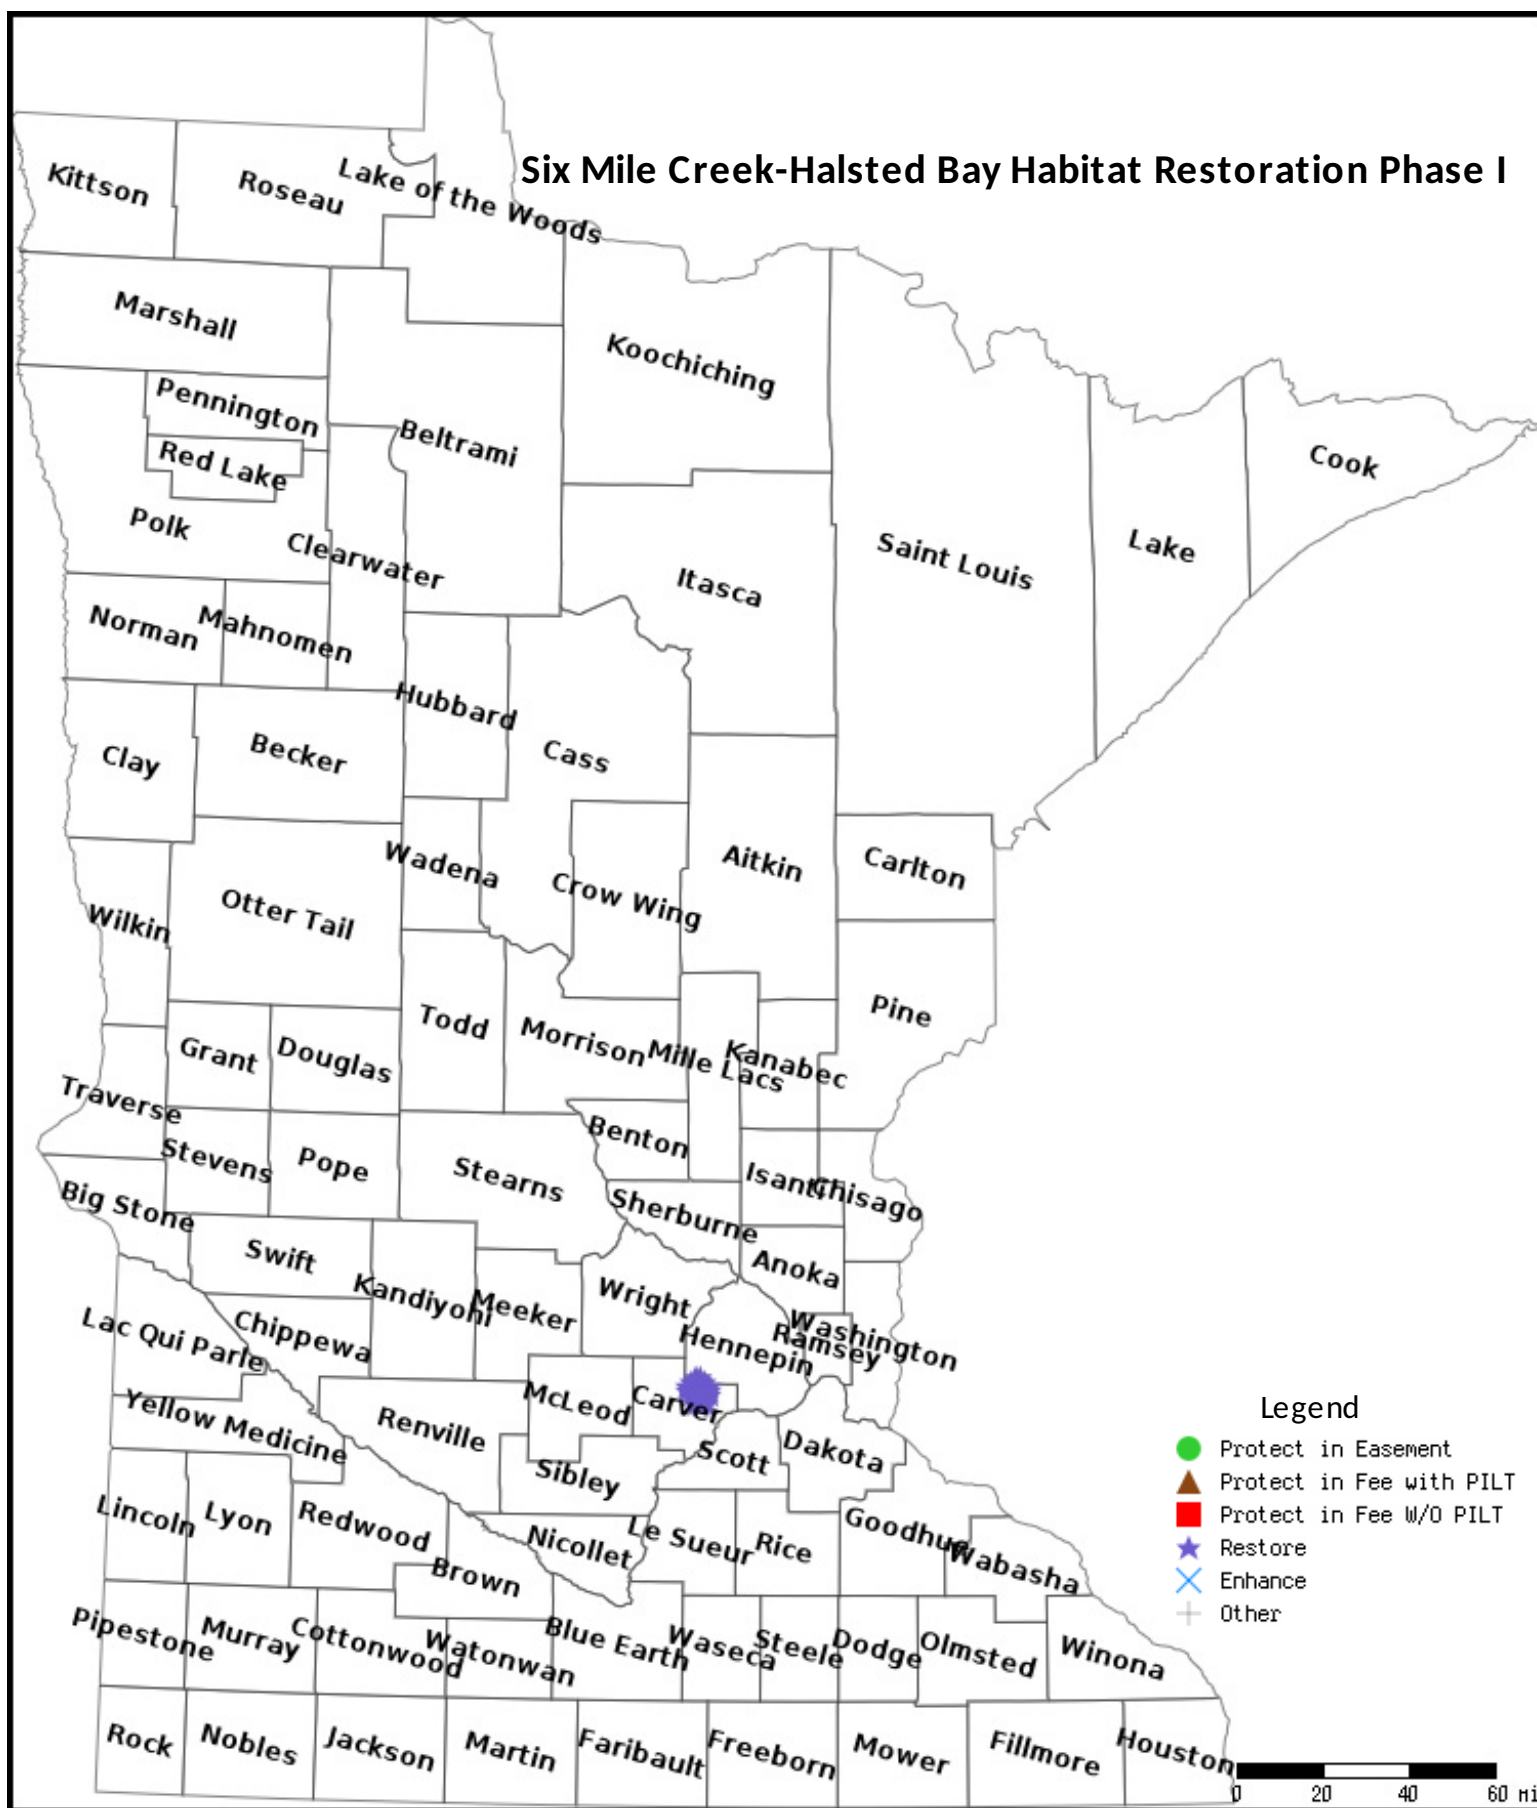 Six Mile Creek-Halsted Bay Habitat Restoration Phase I
Kittson
Roseau
Lake of the Woods
Marshall
Koochiching
Pennington
Beltrami
Red Lake
Cook
Polk
Clearwater
Saint Louis
Lake
Itasca
Norman
Mahnomen
Hubbard
Clay
Becker
Cass
Wadena
Aitkin
Carlton
Crow Wing
Wilkin
Otter Tail
Todd
Morrison
Mille Lacs
Kanabec
Pine
Grant
Douglas
Traverse
Benton
Stevens
Pope
Stearns
Isanti
Chisago
Big Stone
Sherburne
Swift
Anoka
Kandiyohi
Meeker
Wright
Lac Qui Parle
Chippewa
Hennepin
Ramsey
Washington
McLeod
Carver
Yellow Medicine
Renville
Scott
Dakota
Sibley
Lincoln
Lyon
Redwood
Nicollet
Le Sueur
Rice
Goodhue
Wabasha
Brown
Pipestone
Murray
Cottonwood
Watonwan
Blue Earth
Waseca
Steele
Dodge
Olmsted
Winona
Rock
Nobles
Jackson
Martin
Faribault
Freeborn
Mower
Fillmore
Houston
Legend
Protect in Easement
Protect in Fee with PILT
Protect in Fee W/O PILT
Restore
Enhance
Other
0 20 40 60 Mi